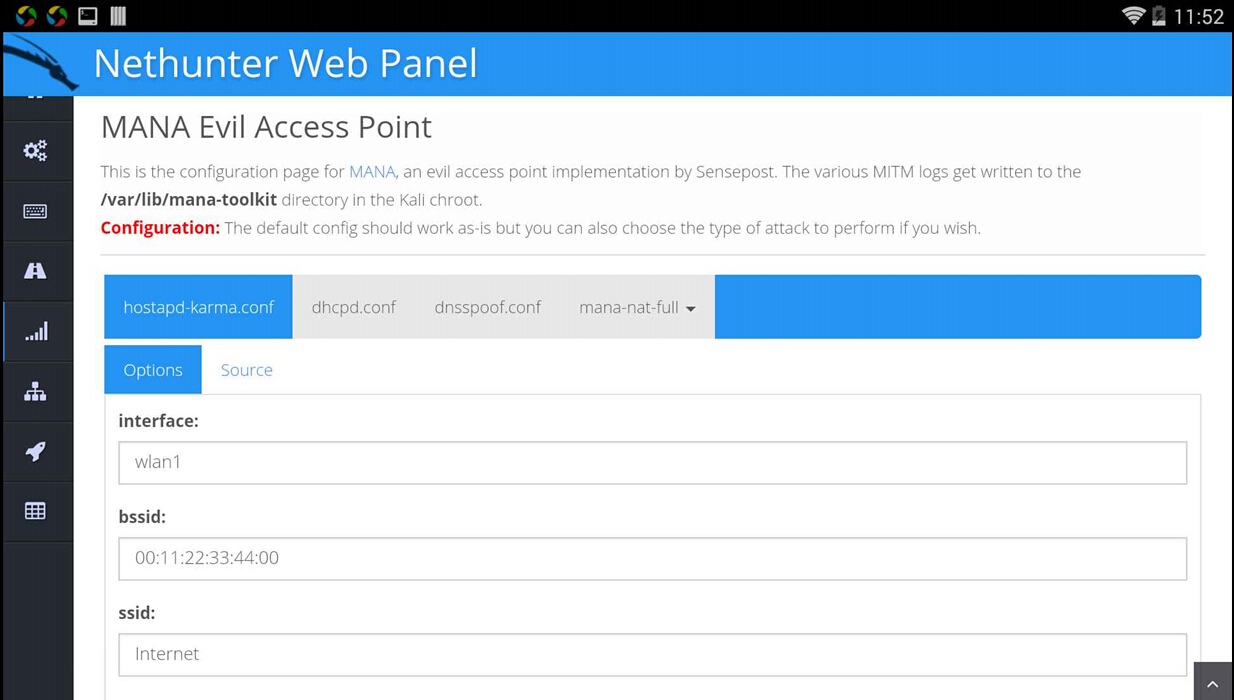 11:52
Nethunter Web Panel
MANA Evil Access Point
This is the configuration page for MANA, an evil access point implementation by Sensepost. The various MITM logs get written to the
/var/lib/mana-toolkit directory in the Kali chroot.
Configuration: The default config should work as-is but you can also choose the type of attack to perform if you wish.
hostapd-karma.conf dhcpd.conf dnsspoof.conf mana-nat-full
Options Source
interface:
wlan1
bssid:
00:11:22:33:44:00
ssid:
Internet